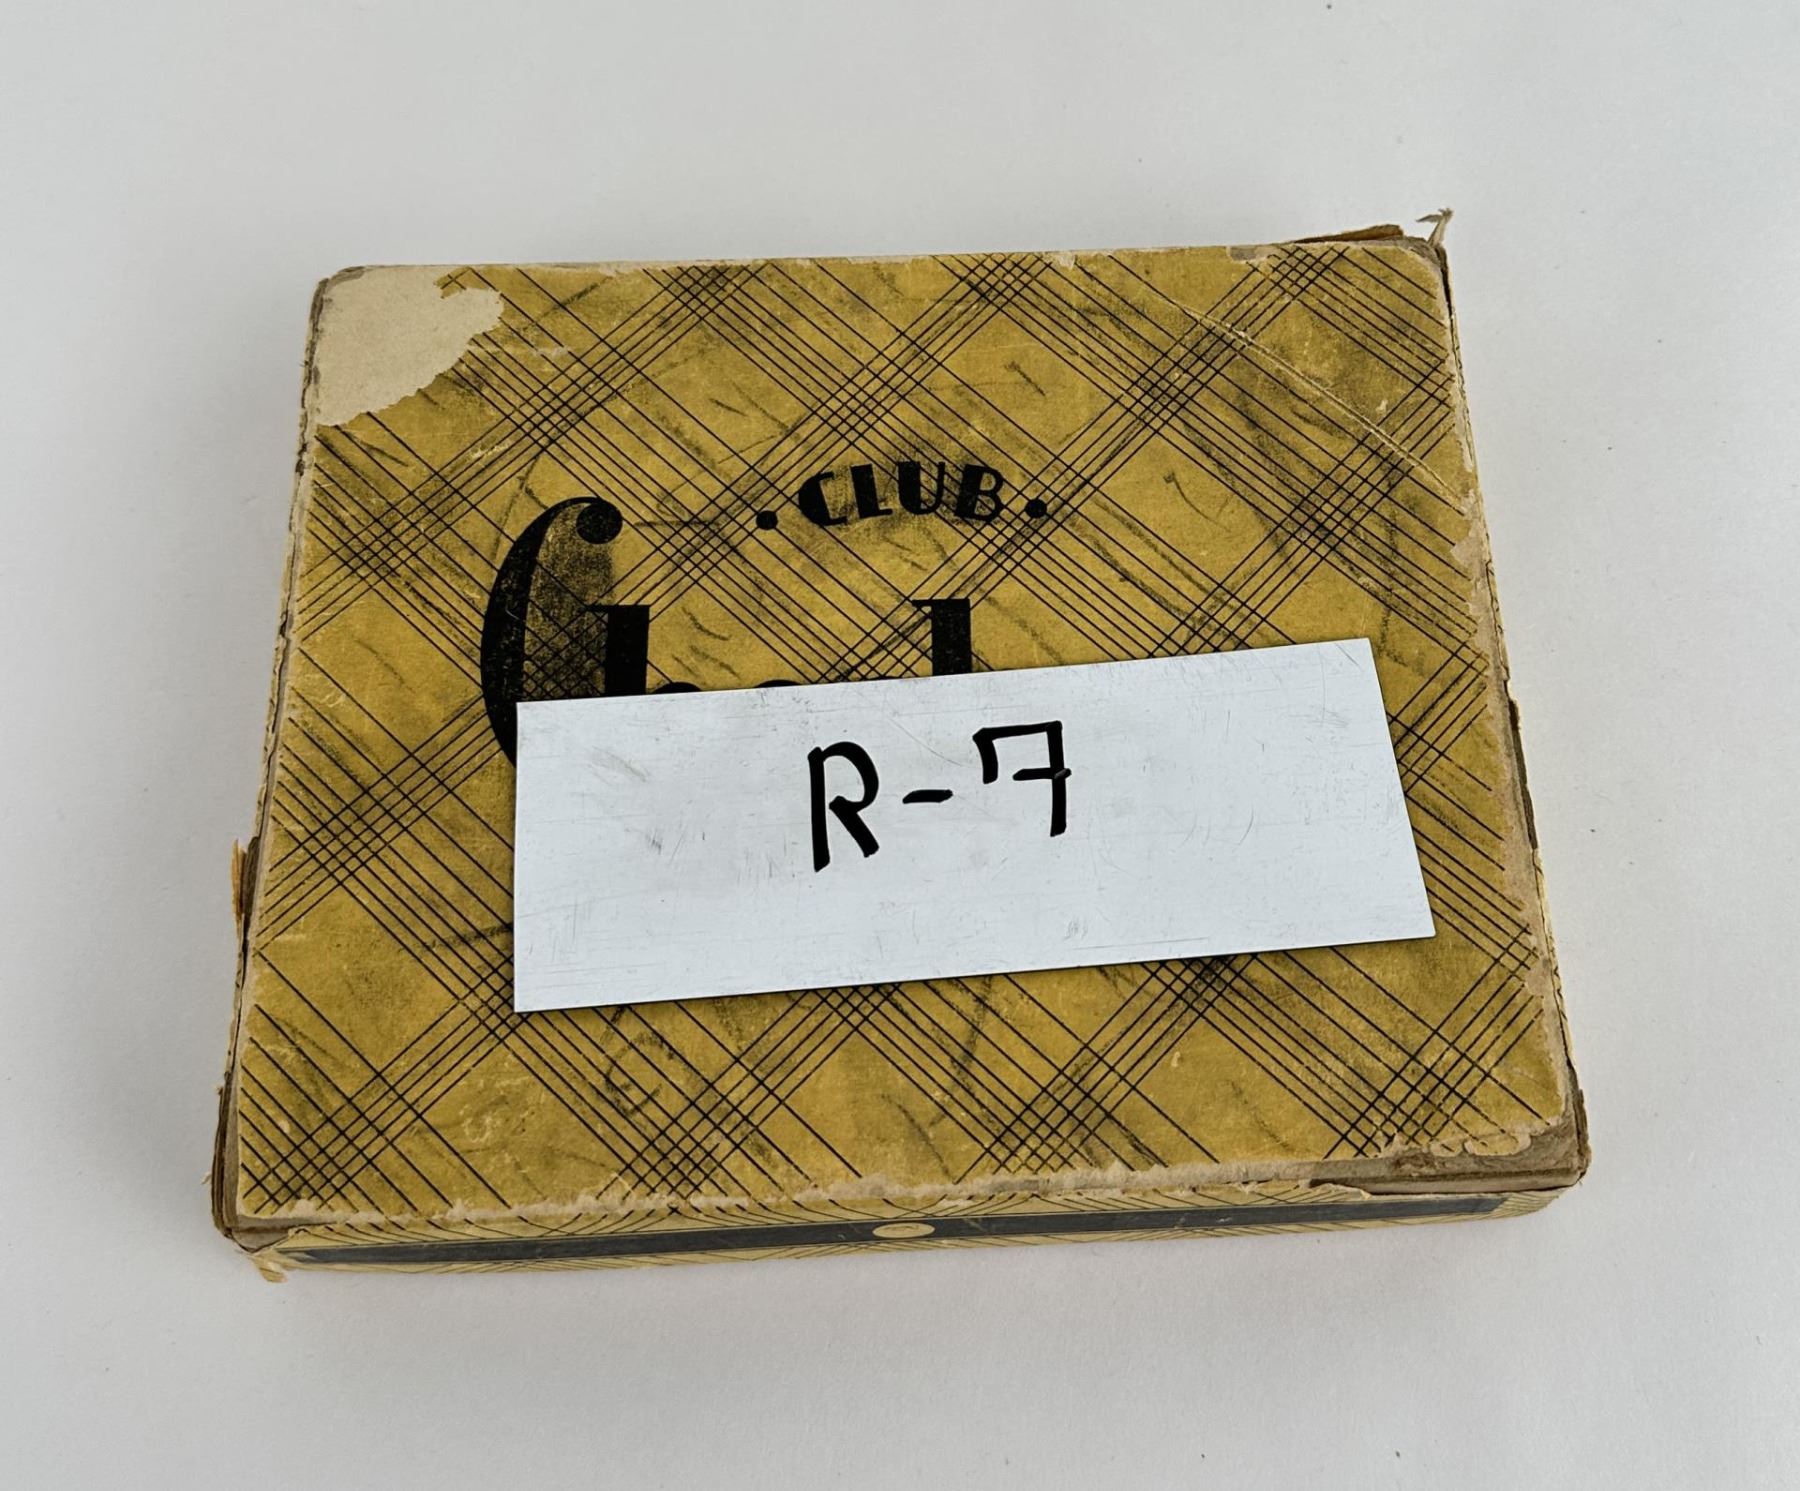 • CLUB •
R-7